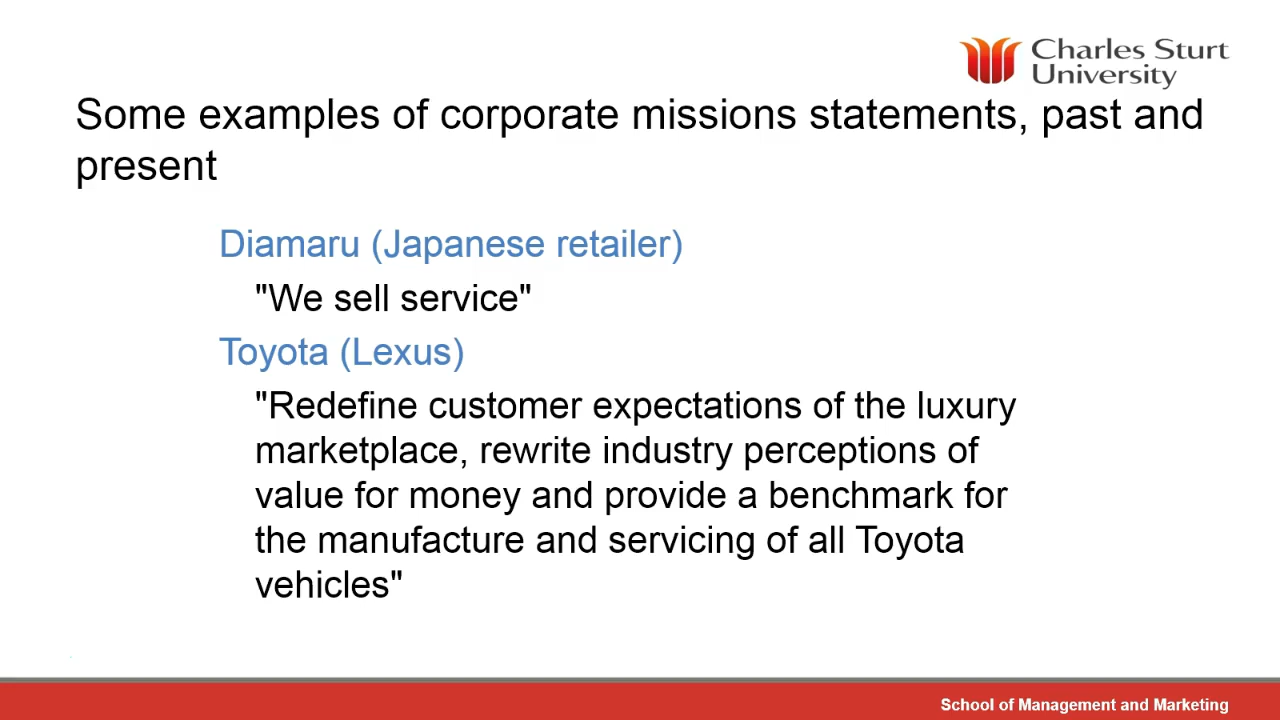 Charles Sturt
University
Some examples of corporate missions statements, past and
present
Diamaru (Japanese retailer)
"We sell service"
Toyota (Lexus)
"Redefine customer expectations of the luxury
marketplace, rewrite industry perceptions of
value for money and provide a benchmark for
the manufacture and servicing of all Toyota
vehicles"
School of Management and Marketing